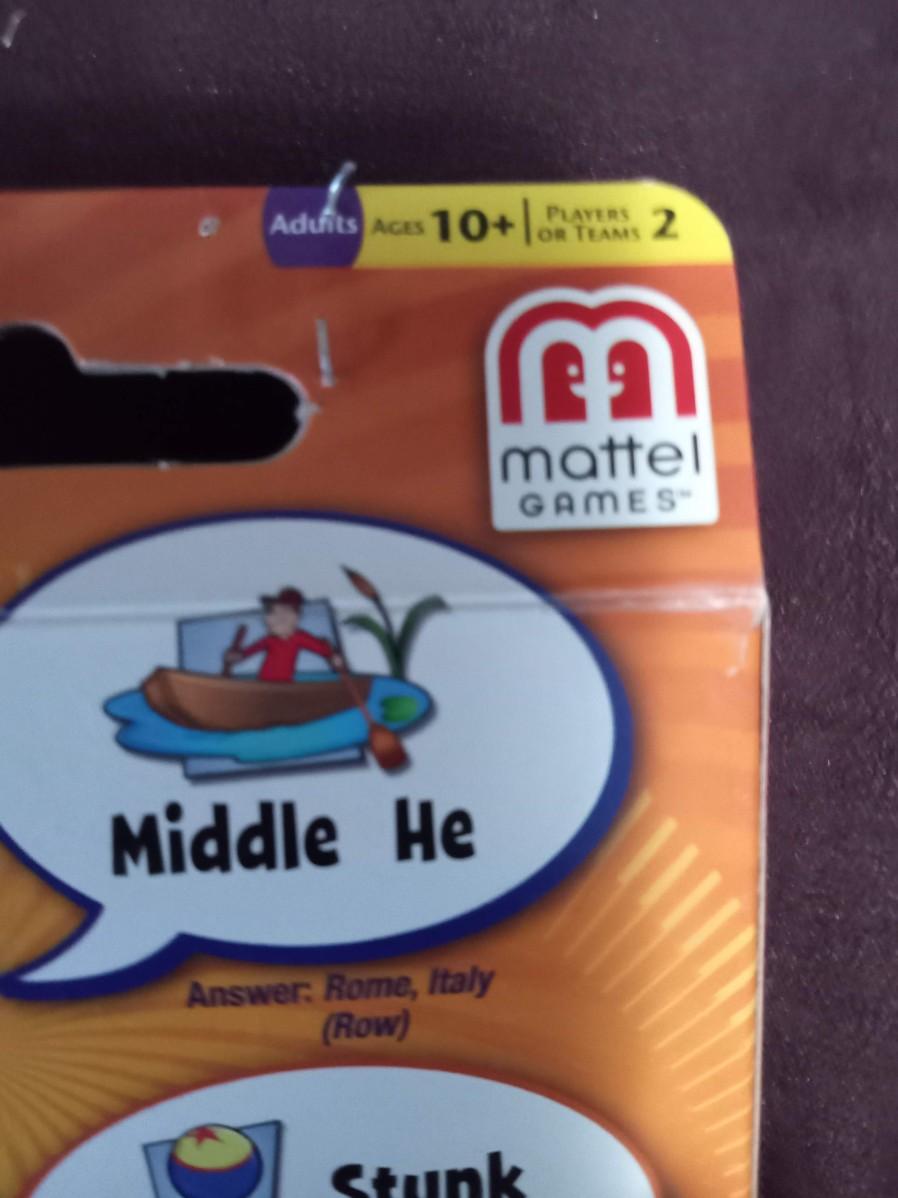 Adults
AGES 10+
PLAYERS
OR TEAMS 2
mattel
GAMES™
Middle He
Answer: Rome, Italy
(Row)
Stunk